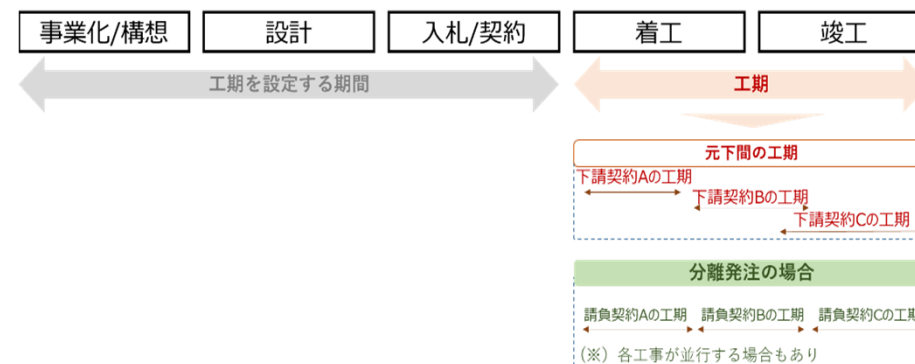 事業化/構想
設計
入札/契約
着工
竣工
工期を設定する期間
工期
元下間の工期
下請契約Aの工期
下請契約Bの工期
下請契約Cの工期
分離発注の場合
請負契約Aの工期
請負契約Bの工期
請負契約Cの工期
(※) 各工事が並行する場合もあり